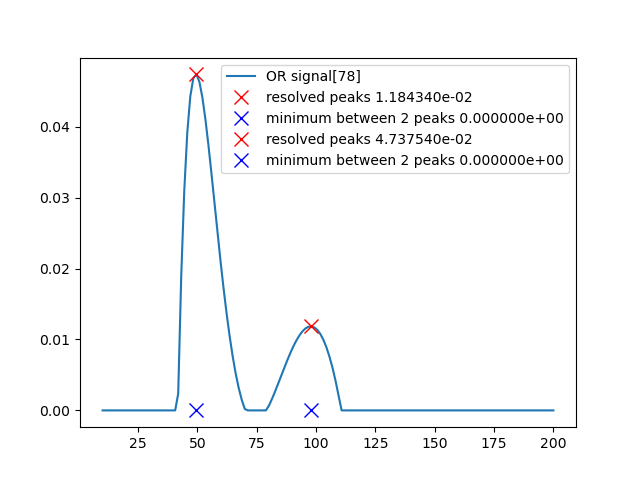 OR signal[78]
resolved peaks 1.184340e-02
minimum between 2 peaks 0.000000e+00
resolved peaks 4.737540e-02
minimum between 2 peaks 0.000000e+00
0.04
0.03
0.02
0.01
0.00
25 50 75 100 125 150 175 200